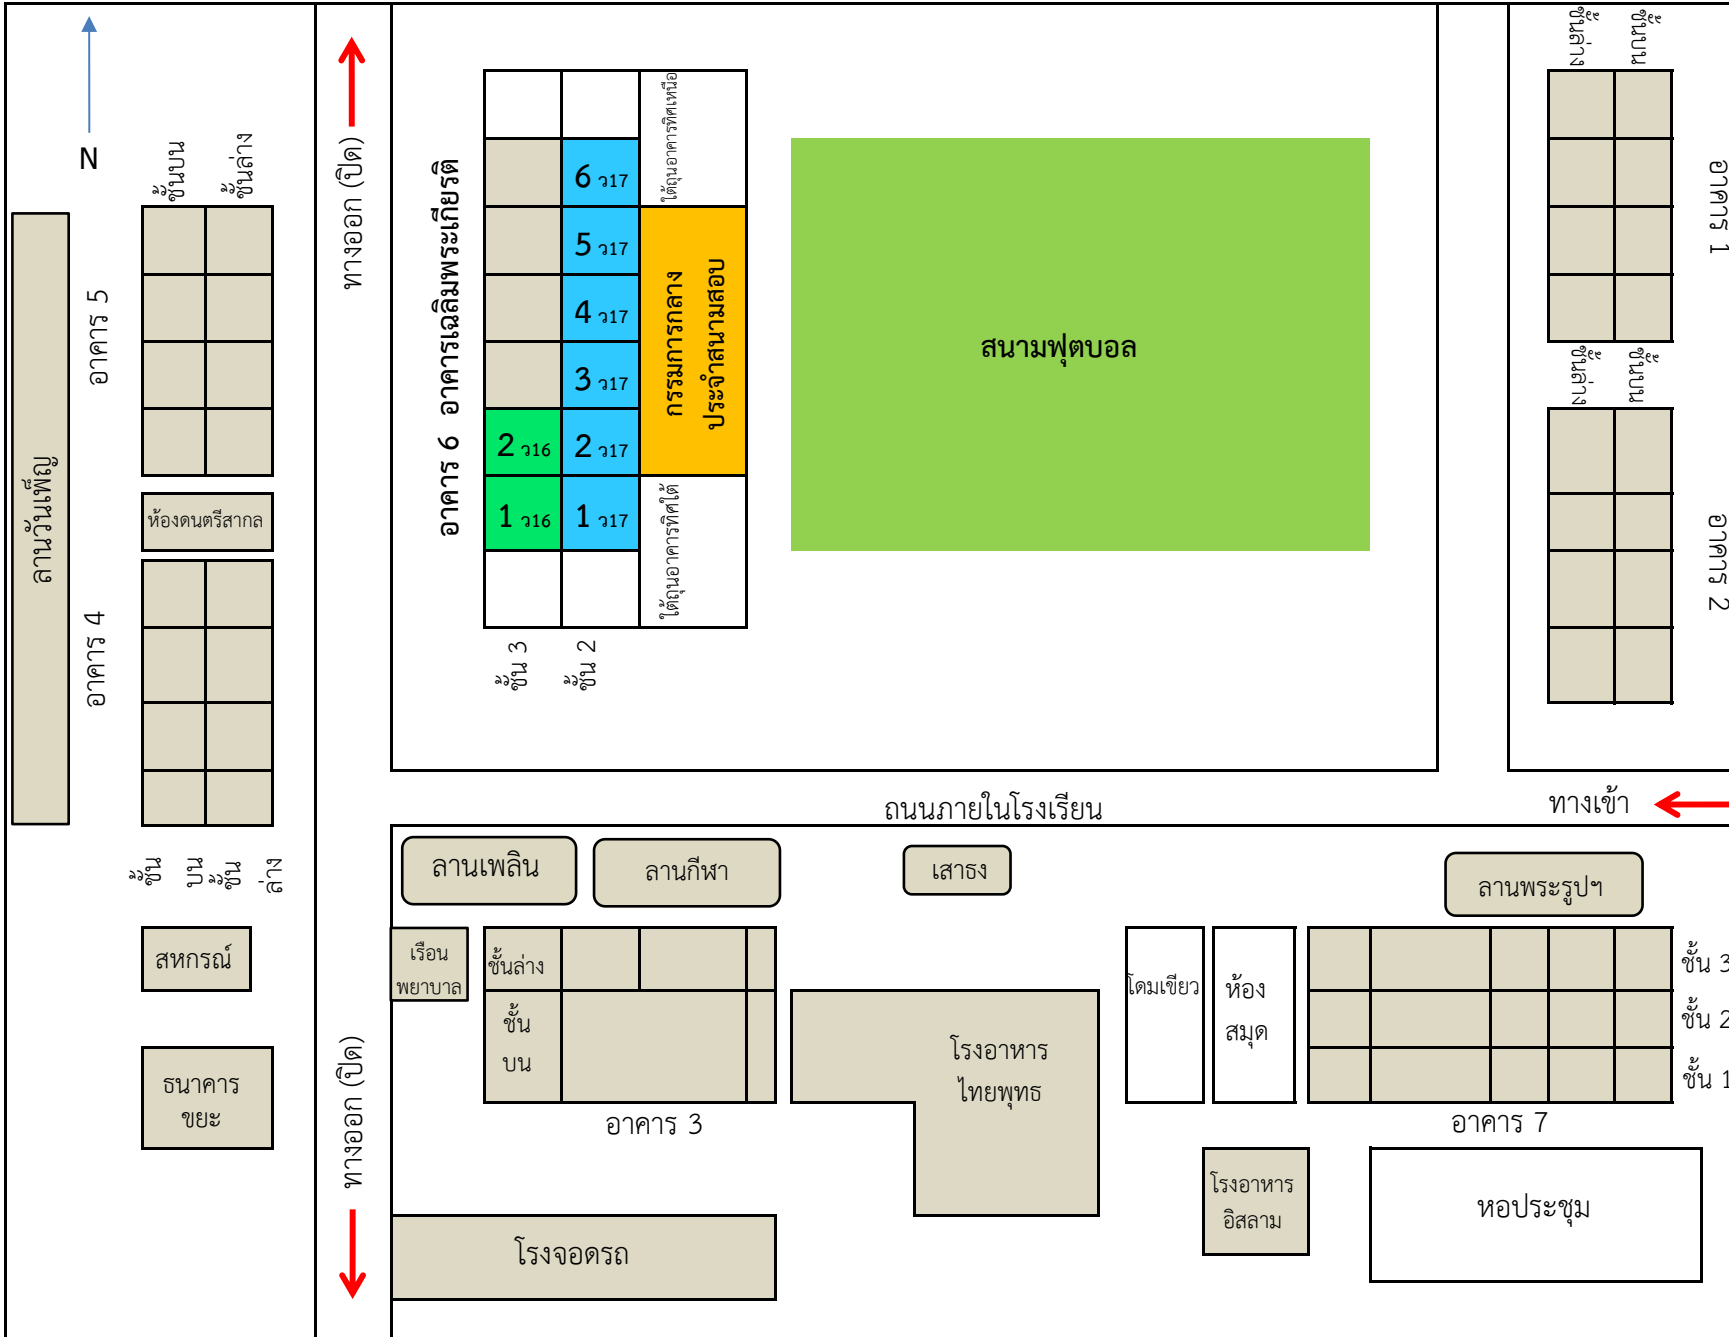 N
ชั้นบน
ชั้นล่าง
อาคาร 5
ลานวันเพ็ญ
ห้องดนตรีสากล
อาคาร 4
ชั้น
บน
ชั้น
ล่าง
สหกรณ์
ธนาคาร
ขยะ
ทางออก (ปิด)
ทางออก (ปิด)
อาคาร 6 อาคารเฉลิมพระเกียรติ
6 ว17
5 ว17
4 ว17
3 ว17
2 ว16
2 ว17
1 ว16
1 ว17
ใต้ถุนอาคารทิศเหนือ
กรรมการกลาง
ประจำสนามสอบ
ใต้ถุนอาคารทิศใต้
ชั้น 3
ชั้น 2
สนามฟุตบอล
ชั้นล่าง
ชั้นบน
อาคาร 1
ชั้นล่าง
ชั้นบน
อาคาร 2
ถนนภายในโรงเรียน
ทางเข้า
ลานเพลิน
ลานกีฬา
เสาธง
ลานพระรูปฯ
เรือน
พยาบาล
ชั้นล่าง
ชั้น
บน
อาคาร 3
โรงอาหาร
ไทยพุทธ
โดมเขียว
ห้อง
สมุด
ชั้น 3
ชั้น 2
ชั้น 1
อาคาร 7
โรงอาหาร
อิสลาม
หอประชุม
โรงจอดรถ